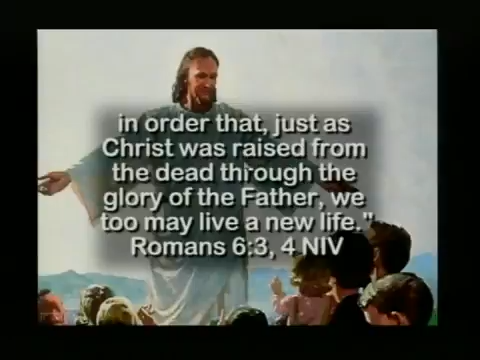 in order that, just as
Christ was raised from
the dead through the
glory of the Father, we
too may live a new life."
Romans 6:3, 4 NIV